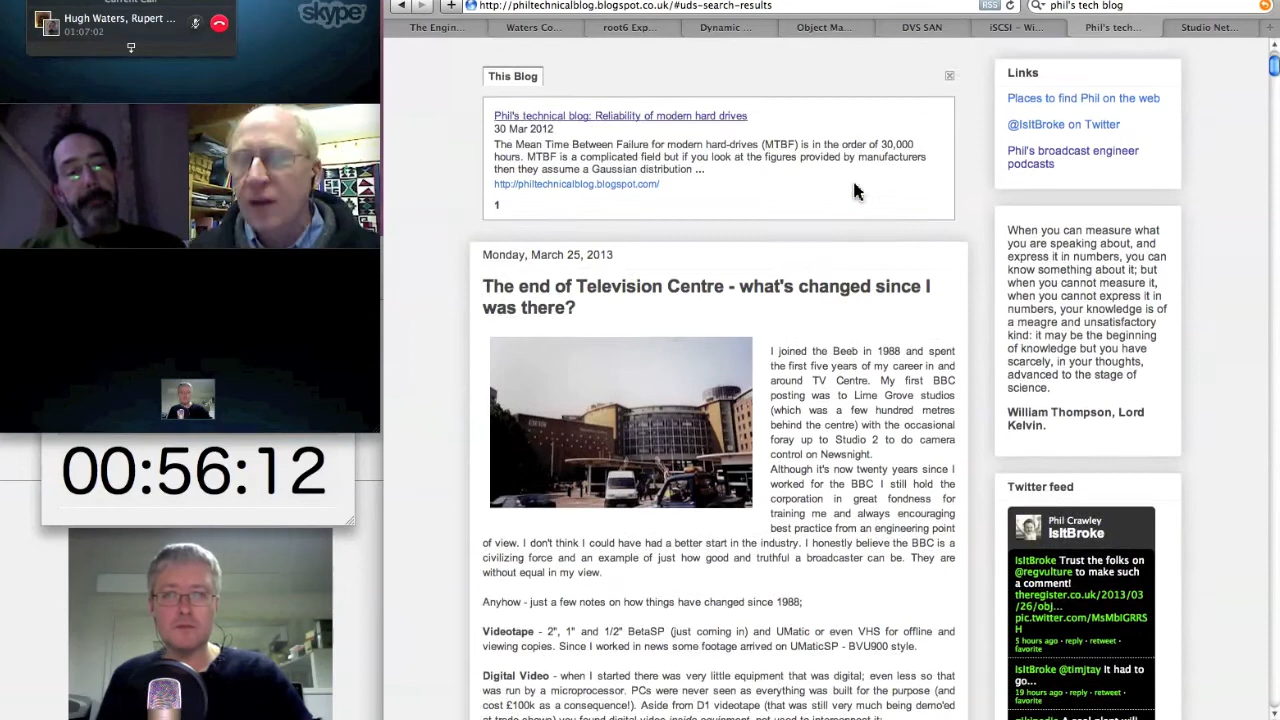 Current Call
Hugh Waters, Rupert ...
01:07:02
skype
http://philtechnicalblog.blogspot.co.uk/#uds-search-results
RSS
phil's tech blog
The Engin...
Waters Co...
root6 Exp...
Dynamic ...
Object Ma...
DVS SAN
iSCSI – Wi...
Phil's tech...
Studio Net...
This Blog
Phil's technical blog: Reliability of modern hard drives
30 Mar 2012
The Mean Time Between Failure for modern hard-drives (MTBF) is in the order of 30,000
hours. MTBF is a complicated field but if you look at the figures provided by manufacturers
then they assume a Gaussian distribution ...
http://philtechnicalblog.blogspot.com/
1
Monday, March 25, 2013
The end of Television Centre - what's changed since I
was there?
I joined the Beeb in 1988 and spent
the first five years of my career in and
around TV Centre. My first BBC
posting was to Lime Grove studios
(which was a few hundred metres
behind the centre) with the occasional
foray up to Studio 2 to do camera
control on Newsnight.
Although it's now twenty years since I
worked for the BBC I still hold the
corporation in great fondness for
training me and always encouraging
best practice from an engineering point
of view. I don't think I could have had a better start in the industry. I honestly believe the BBC is a
civilizing force and an example of just how good and truthful a broadcaster can be. They are
without equal in my view.
Anyhow - just a few notes on how things have changed since 1988;
Videotape - 2", 1" and 1/2" BetaSP (just coming in) and UMatic or even VHS for offline and
viewing copies. Since I worked in news some footage arrived on UMaticSP - BVU900 style.
Digital Video - when I started there was very little equipment that was digital; even less so that
was run by a microprocessor. PCs were never seen as everything was built for the purpose (and
cost £100k as a consequence!). Aside from D1 videotape (that was still very much being demo'ed
at trade shows) you found digital video inside equipment, not used to interconnect it;
Links
Places to find Phil on the web
@IsItBroke on Twitter
Phil's broadcast engineer
podcasts
When you can measure what
you are speaking about, and
express it in numbers, you can
know something about it; but
when you cannot measure it,
when you cannot express it in
numbers, your knowledge is of
a meagre and unsatisfactory
kind: it may be the beginning
of knowledge but you have
scarcely, in your thoughts,
advanced to the stage of
science.
William Thompson, Lord
Kelvin.
Twitter feed
Phil Crawley
IsItBroke
IsItBroke Trust the folks on
@regvulture to make such
a comment!
theregister.co.uk/2013/03
/26/obj...
pic.twitter.com/MsMbIGRRS
H
5 hours ago · reply · retweet ·
favorite
IsItBroke @timjtay It had to
go...
19 hours ago · reply · retweet ·
favorite
00:56:12